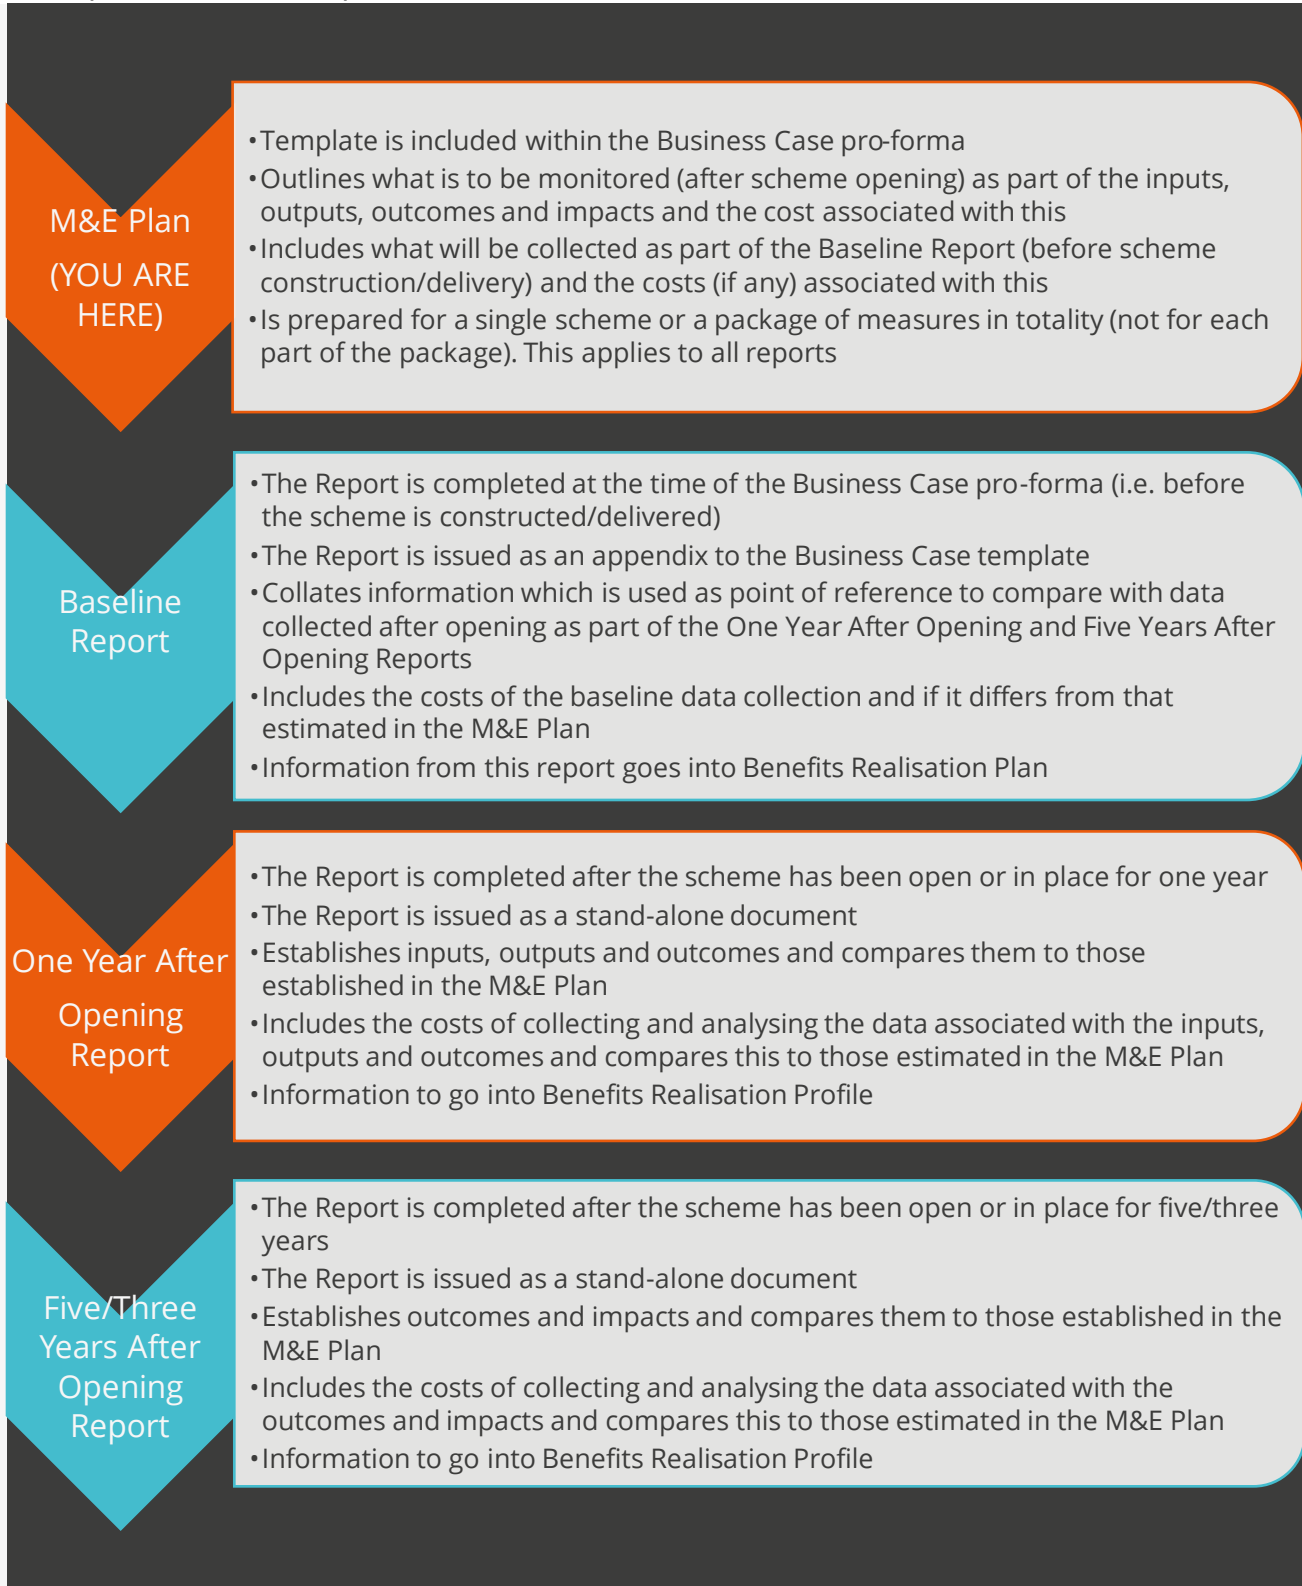 M&E Plan
(YOU ARE
HERE)
•Template is included within the Business Case pro-forma
•Outlines what is to be monitored (after scheme opening) as part of the inputs,
outputs, outcomes and impacts and the cost associated with this
•Includes what will be collected as part of the Baseline Report (before scheme
construction/delivery) and the costs (if any) associated with this
•Is prepared for a single scheme or a package of measures in totality (not for each
part of the package). This applies to all reports
Baseline
Report
•The Report is completed at the time of the Business Case pro-forma (i.e. before
the scheme is constructed/delivered)
•The Report is issued as an appendix to the Business Case template
•Collates information which is used as point of reference to compare with data
collected after opening as part of the One Year After Opening and Five Years After
Opening Reports
•Includes the costs of the baseline data collection and if it differs from that
estimated in the M&E Plan
•Information from this report goes into Benefits Realisation Plan
One Year After
Opening
Report
•The Report is completed after the scheme has been open or in place for one year
•The Report is issued as a stand-alone document
•Establishes inputs, outputs and outcomes and compares them to those
established in the M&E Plan
•Includes the costs of collecting and analysing the data associated with the inputs,
outputs and outcomes and compares this to those estimated in the M&E Plan
•Information to go into Benefits Realisation Profile
Five/Three
Years After
Opening
Report
•The Report is completed after the scheme has been open or in place for five/three
years
•The Report is issued as a stand-alone document
•Establishes outcomes and impacts and compares them to those established in the
M&E Plan
•Includes the costs of collecting and analysing the data associated with the
outcomes and impacts and compares this to those estimated in the M&E Plan
•Information to go into Benefits Realisation Profile